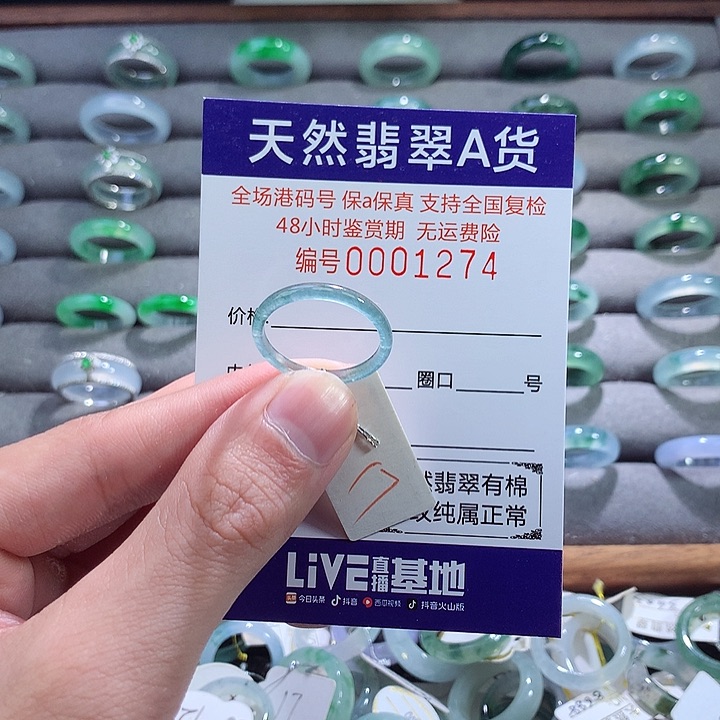 天然翡翠A货
全场港码号 保a保真 支持全国复检
48小时鉴赏期 无运费险
编号0001274
价格:
圈口 号
翡翠有棉
纯属正常
17
LiVE直播基地
头条 今日头条 抖音 西瓜视频 抖音火山版
17